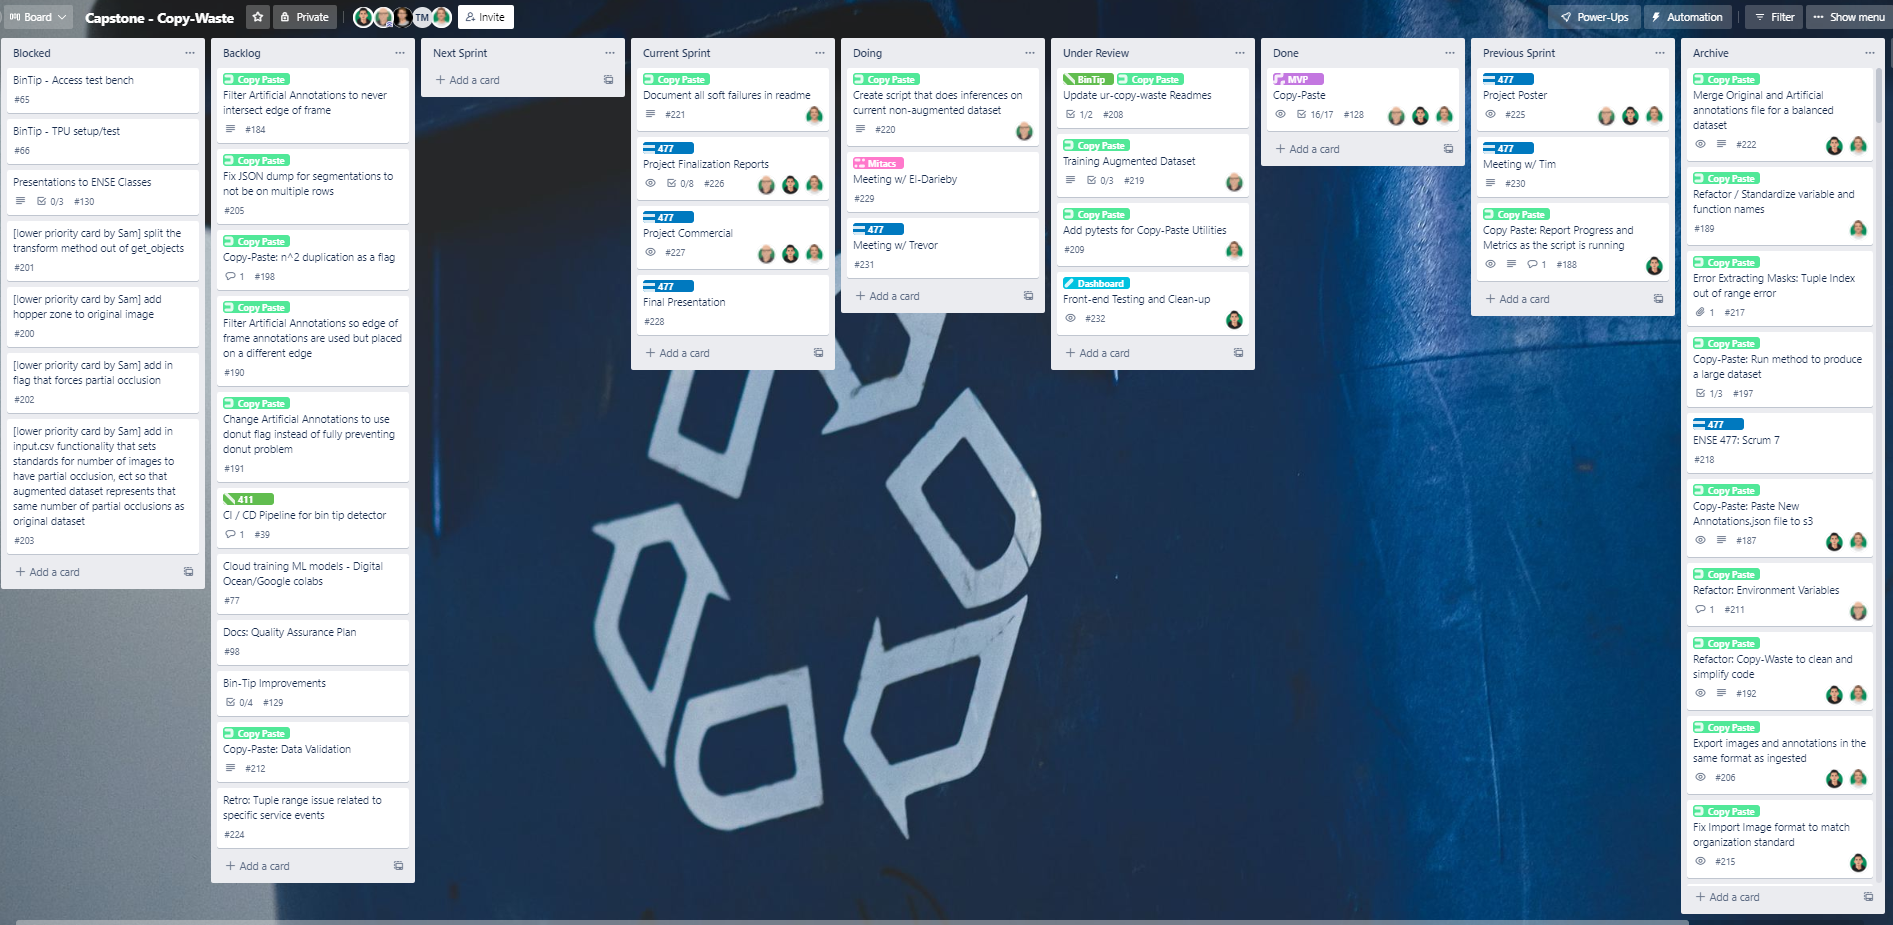 Board
Capstone - Copy-Waste
Private
TM
Invite
Power-Ups
Automation
Filter
Show menu
Blocked
BinTip - Access test bench
#65
BinTip - TPU setup/test
#66
Presentations to ENSE Classes
0/3 #130
[lower priority card by Sam] split the
transform method out of get_objects
#201
[lower priority card by Sam] add
hopper zone to original image
#200
[lower priority card by Sam] add in
flag that forces partial occlusion
#202
[lower priority card by Sam] add in
input.csv functionality that sets
standards for number of images to
have partial occlusion, ect so that
augmented dataset represents that
same number of partial occlusions as
original dataset
#203
+ Add a card
Backlog
Copy Paste
Filter Artificial Annotations to never
intersect edge of frame
#184
Copy Paste
Fix JSON dump for segmentations to
not be on multiple rows
#205
Copy Paste
Copy-Paste: n^2 duplication as a flag
1 #198
Copy Paste
Filter Artificial Annotations so edge of
frame annotations are used but placed
on a different edge
#190
Copy Paste
Change Artificial Annotations to use
donut flag instead of fully preventing
donut problem
#191
411
CI / CD Pipeline for bin tip detector
1 #39
Cloud training ML models - Digital
Ocean/Google colabs
#77
Docs: Quality Assurance Plan
#98
Bin-Tip Improvements
0/4 #129
Copy Paste
Copy-Paste: Data Validation
#212
Retro: Tuple range issue related to
specific service events
#224
+ Add a card
Next Sprint
+ Add a card
Current Sprint
Copy Paste
Document all soft failures in readme
#221
477
Project Finalization Reports
0/8 #226
477
Project Commercial
#227
477
Final Presentation
#228
+ Add a card
Doing
Copy Paste
Create script that does inferences on
current non-augmented dataset
#220
Mitacs
Meeting w/ El-Darieby
#229
477
Meeting w/ Trevor
#231
+ Add a card
Under Review
BinTip Copy Paste
Update ur-copy-waste Readmes
1/2 #208
Copy Paste
Training Augmented Dataset
0/3 #219
Copy Paste
Add pytests for Copy-Paste Utilities
#209
Dashboard
Front-end Testing and Clean-up
#232
+ Add a card
Done
MVP
Copy-Paste
16/17 #128
+ Add a card
Previous Sprint
477
Project Poster
#225
477
Meeting w/ Tim
#230
Copy Paste
Copy Paste: Report Progress and
Metrics as the script is running
1 #188
+ Add a card
Archive
Copy Paste
Merge Original and Artificial
annotations file for a balanced
dataset
#222
Copy Paste
Refactor / Standardize variable and
function names
#189
Copy Paste
Error Extracting Masks: Tuple Index
out of range error
1 #217
Copy Paste
Copy-Paste: Run method to produce
a large dataset
1/3 #197
477
ENSE 477: Scrum 7
#218
Copy Paste
Copy-Paste: Paste New
Annotations.json file to s3
#187
Copy Paste
Refactor: Environment Variables
1 #211
Copy Paste
Refactor: Copy-Waste to clean and
simplify code
#192
Copy Paste
Export images and annotations in the
same format as ingested
#206
Copy Paste
Fix Import Image format to match
organization standard
#215
+ Add a card